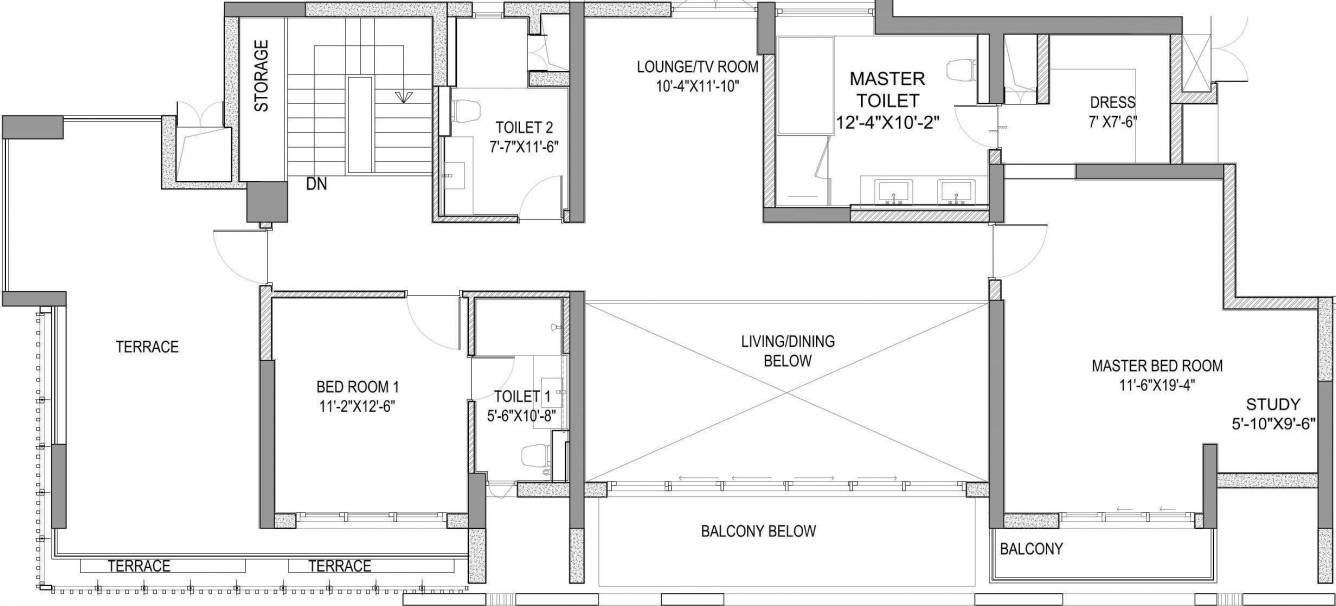 STORAGE
DN
TOILET 2
7'-7"X11'-6"
LOUNGE/TV ROOM
10'-4"X11'-10"
MASTER
TOILET
12'-4"X10'-2"
DRESS
7' X7'-6"
TERRACE
BED ROOM 1
11'-2"X12'-6"
TOILET 1
5'-6"X10'-8"
LIVING/DINING
BELOW
MASTER BED ROOM
11'-6"X19'-4"
STUDY
5'-10"X9'-6"
BALCONY BELOW
BALCONY
TERRACE
TERRACE